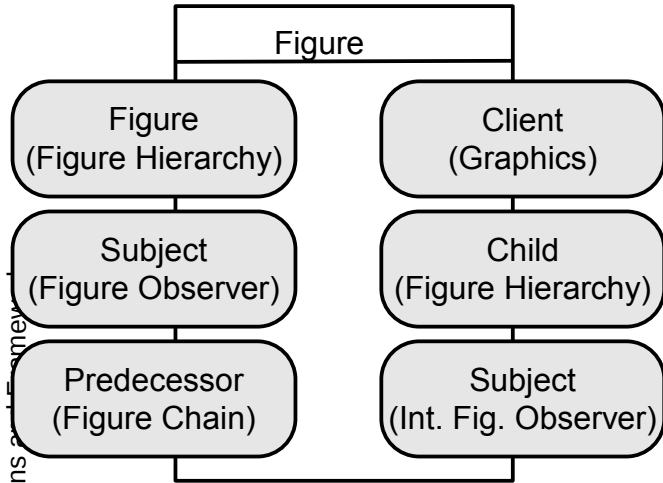 Figure
Figure
(Figure Hierarchy)
Client
(Graphics)
Subject
(Figure Observer)
Child
(Figure Hierarchy)
Predecessor
(Figure Chain)
Subject
(Int. Fig. Observer)